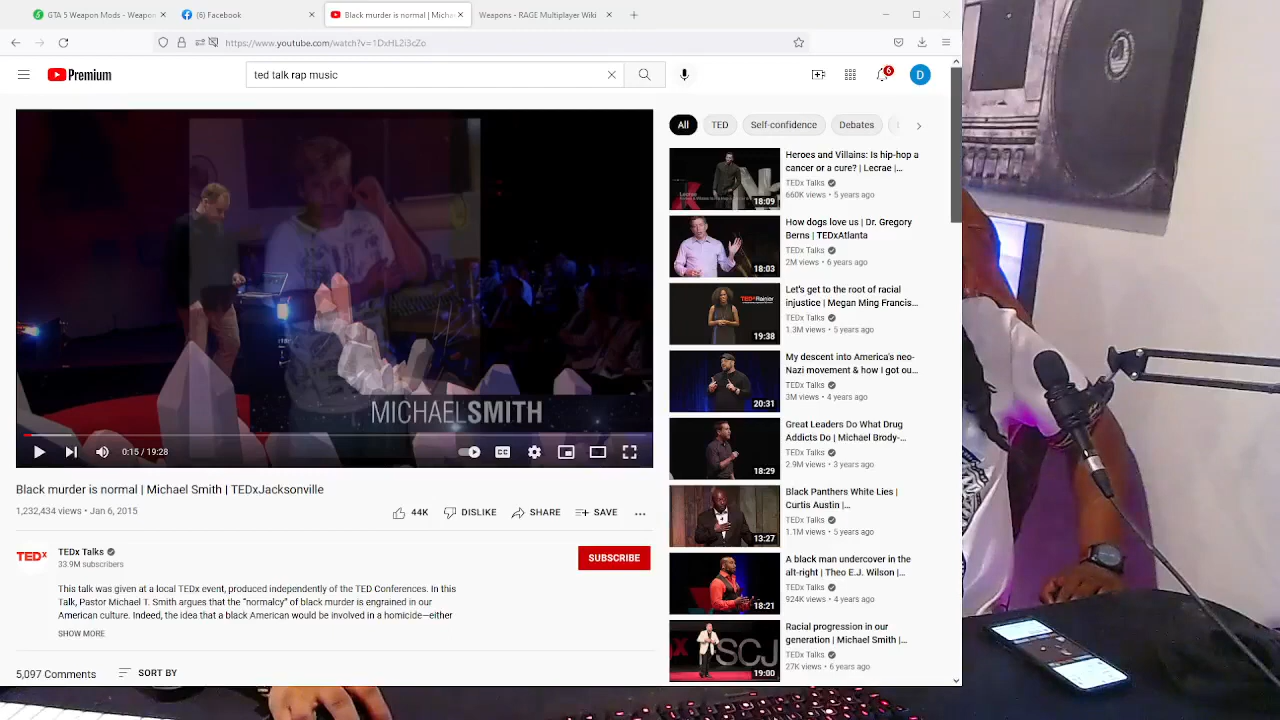 GTA 5 Weapon Mods - Weapon
(6) Facebook
Black murder is normal | Micha
Weapons - RAGE Multiplayer Wiki
https://www.youtube.com/watch?v=1DxHL2i3cZo
Premium
ted talk rap music
6
D
MICHAELSMITH
0:15 / 19:28
CC
Black murder is normal | Michael Smith | TEDxJacksonville
1,232,434 views • Jan 6, 2015
44K
DISLIKE
SHARE
SAVE
TEDx
TEDx Talks
33.9M subscribers
SUBSCRIBE
This talk was given at a local TEDx event, produced independently of the TED Conferences. In this
Talk, Pastor Michael T. Smith argues that the "normalcy" of black murder is engrained in our
American culture. Indeed, the idea that a black American would be involved in a homicide—either
SHOW MORE
5,097 Comments
SORT BY
All
TED
Self-confidence
Debates
Heroes and Villains: Is hip-hop a
cancer or a cure? | Lecrae |...
TEDx Talks
660K views • 5 years ago
18:09
How dogs love us | Dr. Gregory
Berns | TEDxAtlanta
TEDx Talks
2M views • 6 years ago
18:03
Let's get to the root of racial
injustice | Megan Ming Francis...
TEDx Talks
1.3M views • 5 years ago
TEDxRainier
19:38
My descent into America's neo-
Nazi movement & how I got ou...
TEDx Talks
3M views • 4 years ago
20:31
Great Leaders Do What Drug
Addicts Do | Michael Brody-...
TEDx Talks
2.9M views • 3 years ago
18:29
Black Panthers White Lies |
Curtis Austin |...
TEDx Talks
1.1M views • 5 years ago
13:27
A black man undercover in the
alt-right | Theo E.J. Wilson |...
TEDx Talks
924K views • 4 years ago
18:21
Racial progression in our
generation | Michael Smith |...
TEDx Talks
27K views • 6 years ago
SCJ
19:00